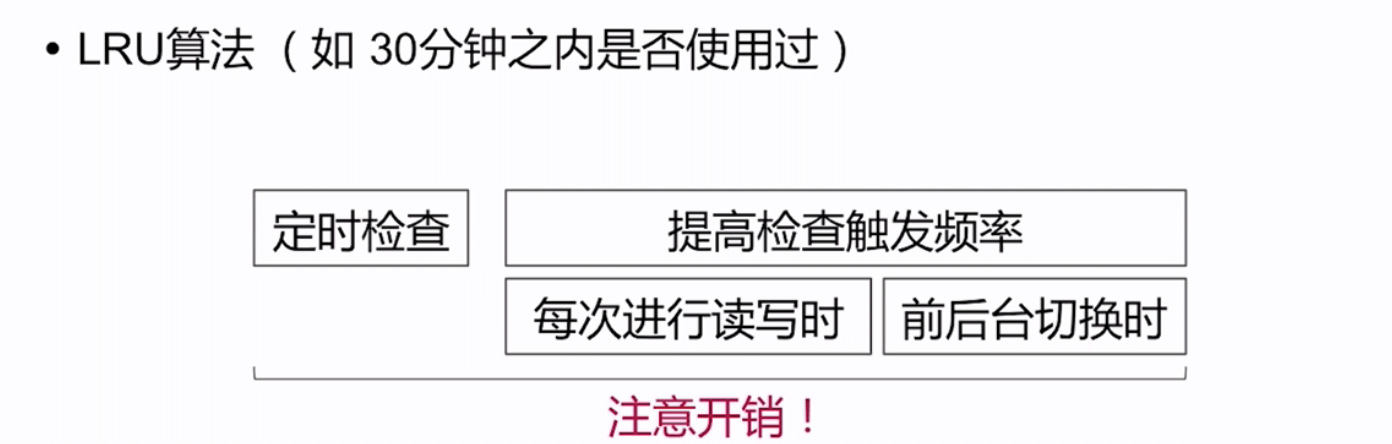 • LRU算法 （如 30分钟之内是否使用过）
定时检查
提高检查触发频率
每次进行读写时
前后台切换时
注意开销！